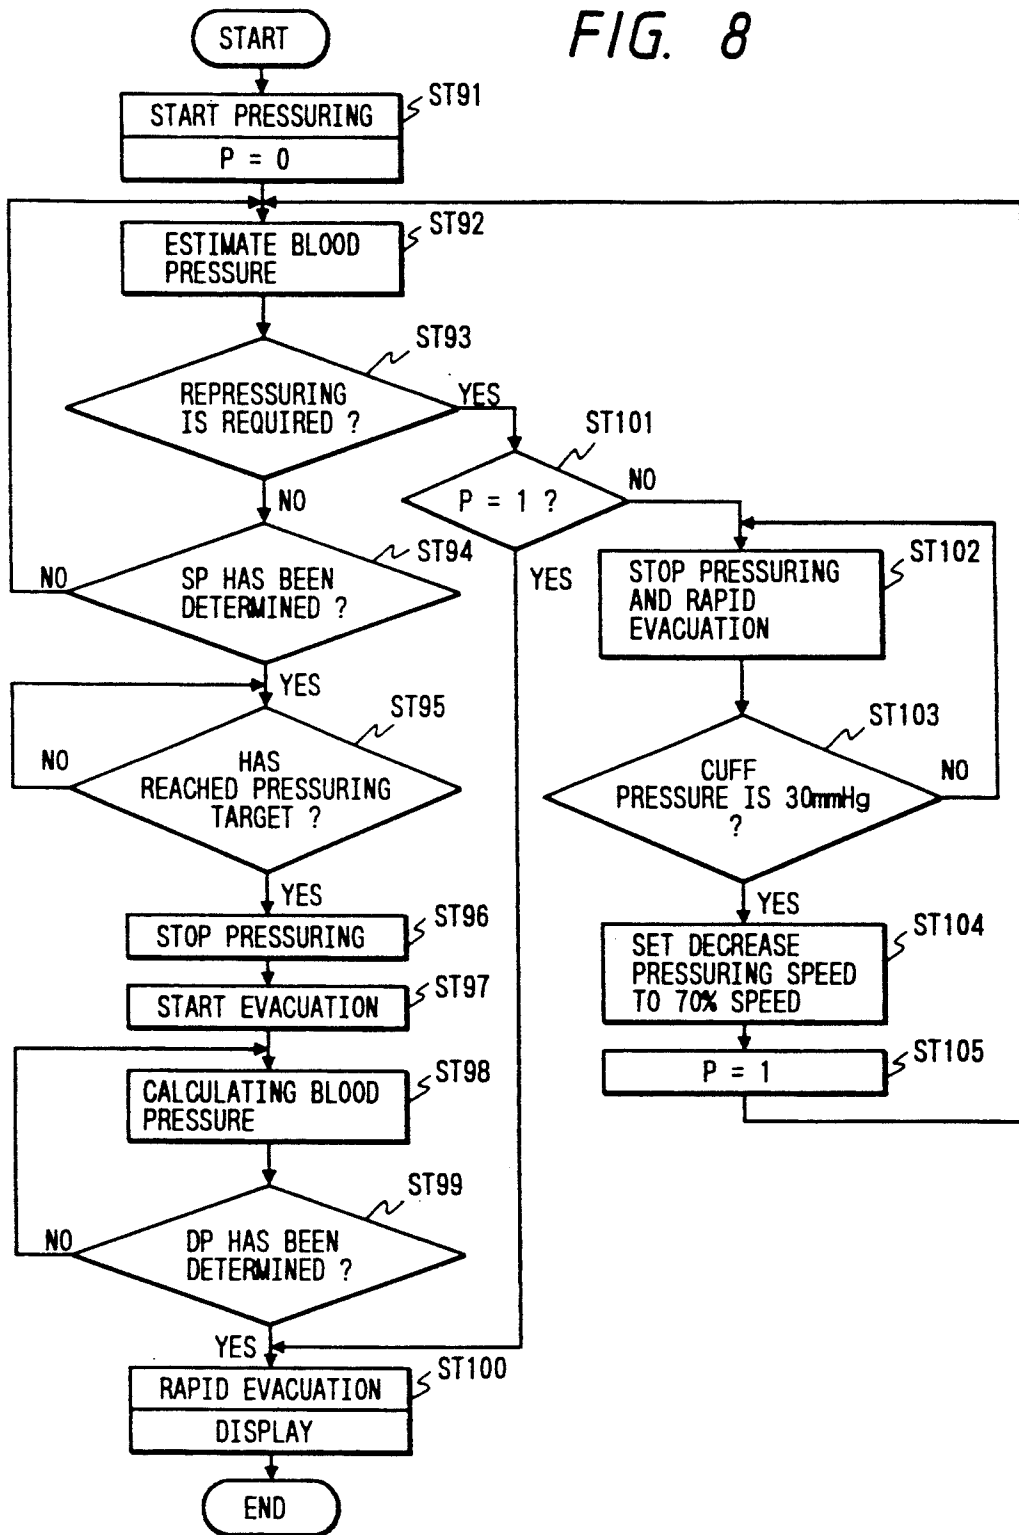 FIG. 8
START
ST91
START PRESSURING
P = 0
ST92
ESTIMATE BLOOD
PRESSURE
ST93
REPRESSURING
IS REQUIRED ?
YES
NO
ST101
P = 1 ?
NO
YES
ST94
SP HAS BEEN
DETERMINED ?
NO
YES
ST102
STOP PRESSURING
AND RAPID
EVACUATION
ST95
HAS
REACHED PRESSURING
TARGET ?
NO
YES
ST103
CUFF
PRESSURE IS 30mmHg
?
NO
YES
ST96
STOP PRESSURING
ST97
START EVACUATION
ST104
SET DECREASE
PRESSURING SPEED
TO 70% SPEED
ST105
P = 1
ST98
CALCULATING BLOOD
PRESSURE
ST99
DP HAS BEEN
DETERMINED ?
NO
YES
ST100
RAPID EVACUATION
DISPLAY
END